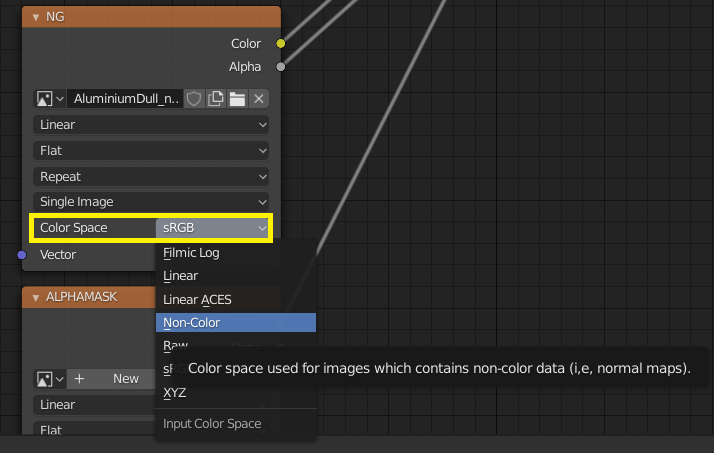 NG
Color
Alpha
AluminiumDull_n..
Linear
Flat
Repeat
Single Image
Color Space sRGB
Vector
Filmic Log
Linear
Linear ACES
ALPHAMASK
Non-Color
Raw
Color space used for images which contains non-color data (i,e, normal maps).
New
XYZ
Linear
Input Color Space
Flat